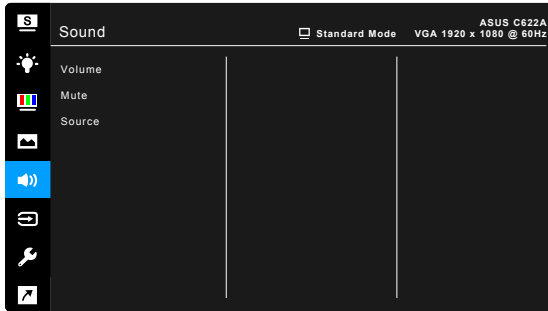 S
Sound
Standard Mode
ASUS C622A
VGA 1920 x 1080 @ 60Hz
Volume
Mute
Source